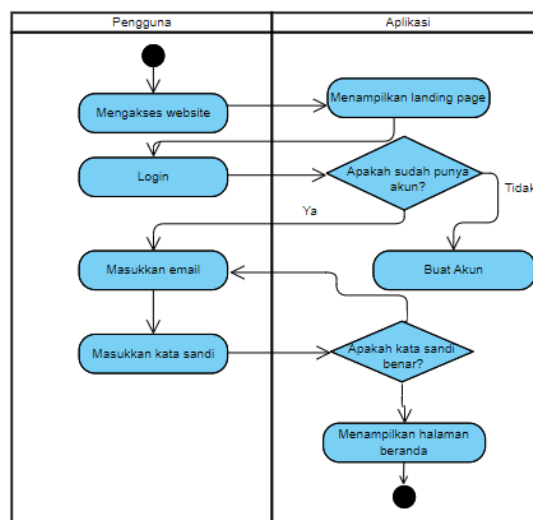 Pengguna
Aplikasi
Mengakses website
Menampilkan landing page
Login
Apakah sudah punya
akun?
Tidak
Ya
Masukkan email
Buat Akun
Masukkan kata sandi
Apakah kata sandi
benar?
Menampilkan halaman
beranda